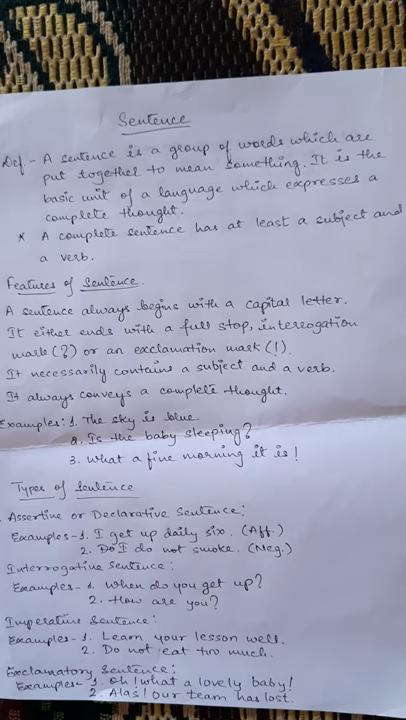 Sentence
Def. - A sentence is a group of words which are
put together to mean something. It is the
basic unit of a language which expresses a
complete thought.
* A complete sentence has at least a subject and
a verb.
Features of Sentence.
A sentence always begins with a capital letter.
It either ends with a full stop, interrogation
mark (?) or an exclamation mark (!).
It necessarily contains a subject and a verb.
It always conveys a complete thought.
Examples: 1. The sky is blue.
2. Is the baby sleeping?
3. What a fine morning it is!
Types of Sentence
Assertive or Declarative Sentence:
Examples - 1. I get up daily six. (Aff.)
2. Do I do not smoke. (Neg.)
Interrogative Sentence:
Examples - 1. When do you get up?
2. How are you?
Imperative Sentence:
Examples - 1. Learn your lesson well.
2. Do not eat too much.
Exclamatory Sentence:
Examples - 1. Oh! what a lovely baby!
2. Alas! our team has lost.